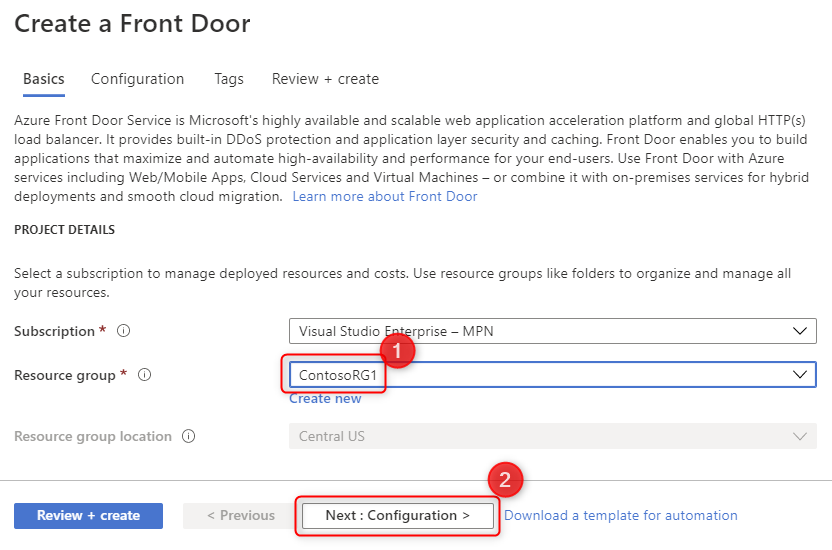 Create a Front Door
Basics Configuration Tags Review + create
Azure Front Door Service is Microsoft's highly available and scalable web application acceleration platform and global HTTP(s)
load balancer. It provides built-in DDoS protection and application layer security and caching. Front Door enables you to build
applications that maximize and automate high-availability and performance for your end-users. Use Front Door with Azure
services including Web/Mobile Apps, Cloud Services and Virtual Machines – or combine it with on-premises services for hybrid
deployments and smooth cloud migration. Learn more about Front Door
PROJECT DETAILS
Select a subscription to manage deployed resources and costs. Use resource groups like folders to organize and manage all
your resources.
Subscription * Visual Studio Enterprise – MPN
1
Resource group * ContosoRG1
Create new
Resource group location Central US
2
Review + create < Previous Next : Configuration > Download a template for automation